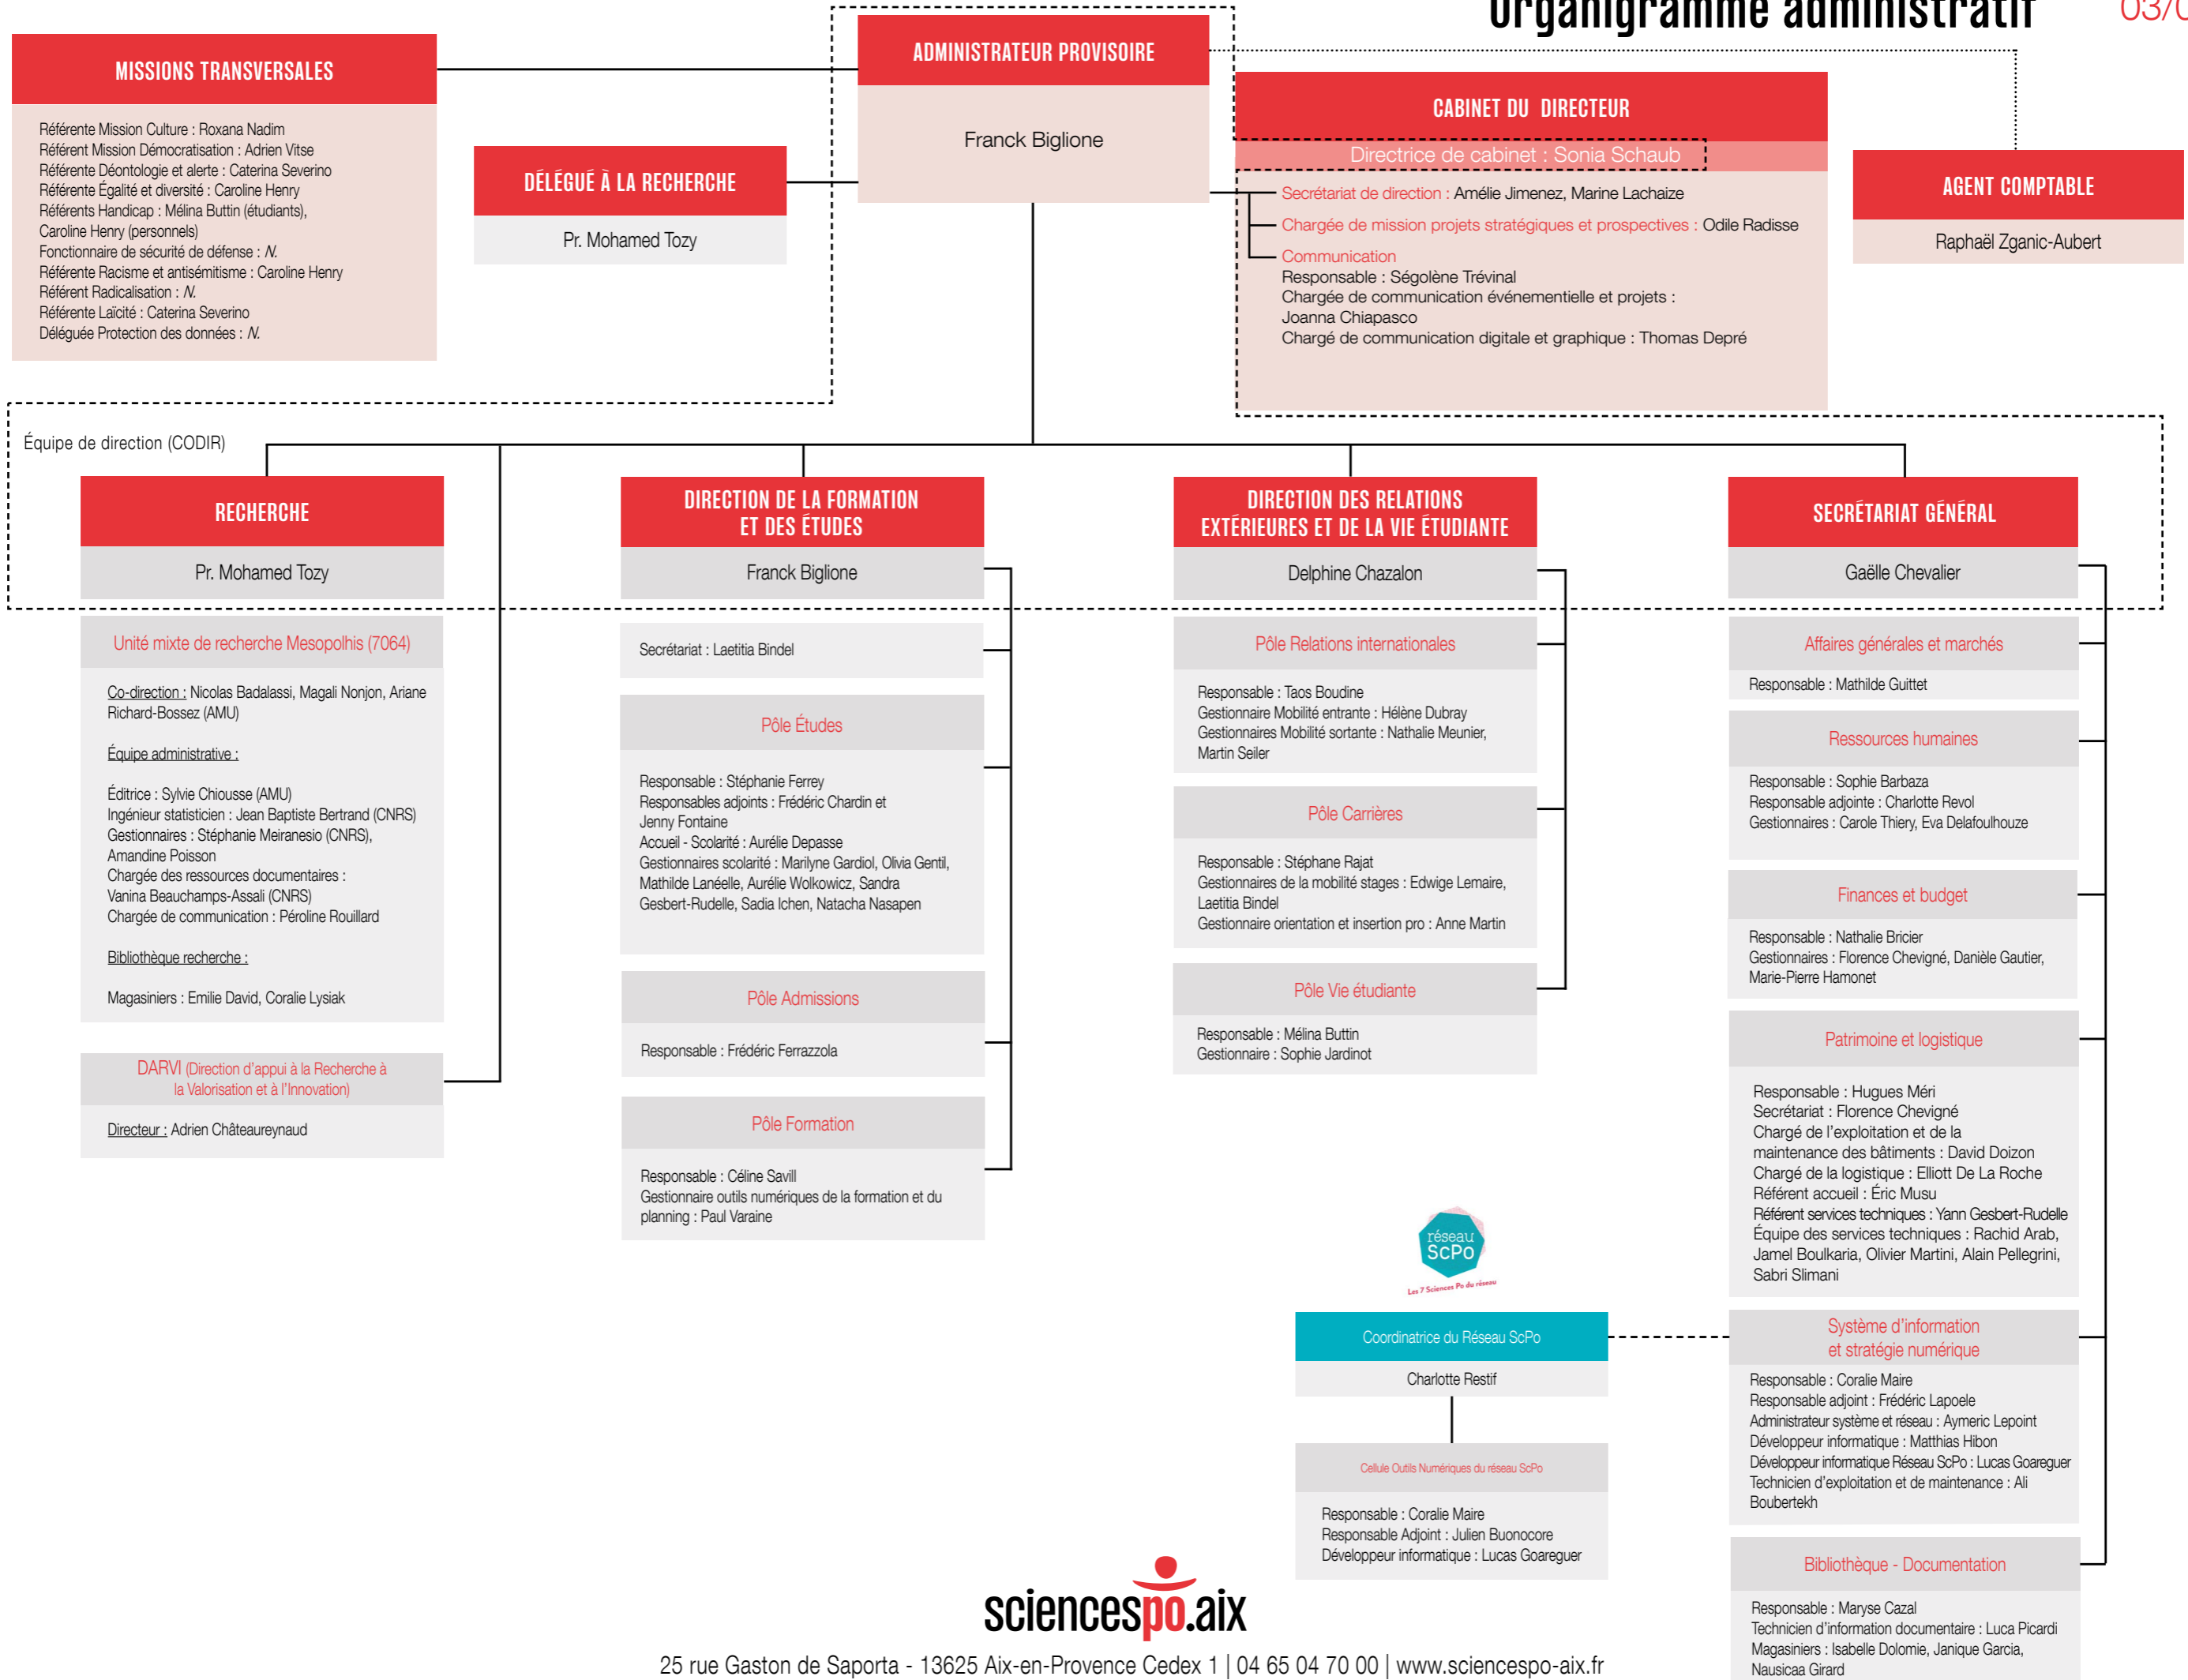 Organigramme administratif
03/0
MISSIONS TRANSVERSALES
Référente Mission Culture : Roxana Nadim
Référent Mission Démocratisation : Adrien Vitse
Référente Déontologie et alerte : Caterina Severino
Référente Égalité et diversité : Caroline Henry
Référents Handicap : Mélina Buttin (étudiants),
Caroline Henry (personnels)
Fonctionnaire de sécurité de défense : N.
Référente Racisme et antisémitisme : Caroline Henry
Référent Radicalisation : N.
Référente Laïcité : Caterina Severino
Déléguée Protection des données : N.
DÉLÉGUÉ À LA RECHERCHE
Pr. Mohamed Tozy
ADMINISTRATEUR PROVISOIRE
Franck Biglione
CABINET DU DIRECTEUR
Directrice de cabinet : Sonia Schaub
Secrétariat de direction : Amélie Jimenez, Marine Lachaize
Chargée de mission projets stratégiques et prospectives : Odile Radisse
Communication
Responsable : Ségolène Trévinal
Chargée de communication événementielle et projets :
Joanna Chiapasco
Chargé de communication digitale et graphique : Thomas Depré
AGENT COMPTABLE
Raphaël Zganic-Aubert
Équipe de direction (CODIR)
RECHERCHE
Pr. Mohamed Tozy
Unité mixte de recherche Mesopolhis (7064)
Co-direction : Nicolas Badalassi, Magali Nonjon, Ariane
Richard-Bossez (AMU)
Équipe administrative :
Éditrice : Sylvie Chiousse (AMU)
Ingénieur statisticien : Jean Baptiste Bertrand (CNRS)
Gestionnaires : Stéphanie Meiranesio (CNRS),
Amandine Poisson
Chargée des ressources documentaires :
Vanina Beauchamps-Assali (CNRS)
Chargée de communication : Péroline Rouillard
Bibliothèque recherche :
Magasiniers : Emilie David, Coralie Lysiak
DARVI (Direction d'appui à la Recherche à
la Valorisation et à l'Innovation)
Directeur : Adrien Châteaureynaud
DIRECTION DE LA FORMATION
ET DES ÉTUDES
Franck Biglione
Secrétariat : Laetitia Bindel
Pôle Études
Responsable : Stéphanie Ferrey
Responsables adjoints : Frédéric Chardin et
Jenny Fontaine
Accueil - Scolarité : Aurélie Depasse
Gestionnaires scolarité : Marilyne Gardiol, Olivia Gentil,
Mathilde Lanéelle, Aurélie Wolkowicz, Sandra
Gesbert-Rudelle, Sadia Ichen, Natacha Nasapen
Pôle Admissions
Responsable : Frédéric Ferrazzola
Pôle Formation
Responsable : Céline Savill
Gestionnaire outils numériques de la formation et du
planning : Paul Varaine
DIRECTION DES RELATIONS
EXTÉRIEURES ET DE LA VIE ÉTUDIANTE
Delphine Chazalon
Pôle Relations internationales
Responsable : Taos Boudine
Gestionnaire Mobilité entrante : Hélène Dubray
Gestionnaires Mobilité sortante : Nathalie Meunier,
Martin Seiler
Pôle Carrières
Responsable : Stéphane Rajat
Gestionnaires de la mobilité stages : Edwige Lemaire,
Laetitia Bindel
Gestionnaire orientation et insertion pro : Anne Martin
Pôle Vie étudiante
Responsable : Mélina Buttin
Gestionnaire : Sophie Jardinot
SECRÉTARIAT GÉNÉRAL
Gaëlle Chevalier
Affaires générales et marchés
Responsable : Mathilde Guittet
Ressources humaines
Responsable : Sophie Barbaza
Responsable adjointe : Charlotte Revol
Gestionnaires : Carole Thiery, Eva Delafoulhouze
Finances et budget
Responsable : Nathalie Bricier
Gestionnaires : Florence Chevigné, Danièle Gautier,
Marie-Pierre Hamonet
Patrimoine et logistique
Responsable : Hugues Méri
Secrétariat : Florence Chevigné
Chargé de l'exploitation et de la
maintenance des bâtiments : David Doizon
Chargé de la logistique : Elliott De La Roche
Référent accueil : Éric Musu
Référent services techniques : Yann Gesbert-Rudelle
Équipe des services techniques : Rachid Arab,
Jamel Boulkaria, Olivier Martini, Alain Pellegrini,
Sabri Slimani
Système d'information
et stratégie numérique
Responsable : Coralie Maire
Responsable adjoint : Frédéric Lapoele
Administrateur système et réseau : Aymeric Lepoint
Développeur informatique : Matthias Hibon
Développeur informatique Réseau ScPo : Lucas Goareguer
Technicien d'exploitation et de maintenance : Ali
Boubertekh
Bibliothèque - Documentation
Responsable : Maryse Cazal
Technicien d'information documentaire : Luca Picardi
Magasiniers : Isabelle Dolomie, Janique Garcia,
Nausicaa Girard
réseau
ScPo
Les 7 Sciences Po du réseau
Coordinatrice du Réseau ScPo
Charlotte Restif
Cellule Outils Numériques du réseau ScPo
Responsable : Coralie Maire
Responsable Adjoint : Julien Buonocore
Développeur informatique : Lucas Goareguer
sciencespo.aix
25 rue Gaston de Saporta - 13625 Aix-en-Provence Cedex 1 | 04 65 04 70 00 | www.sciencespo-aix.fr